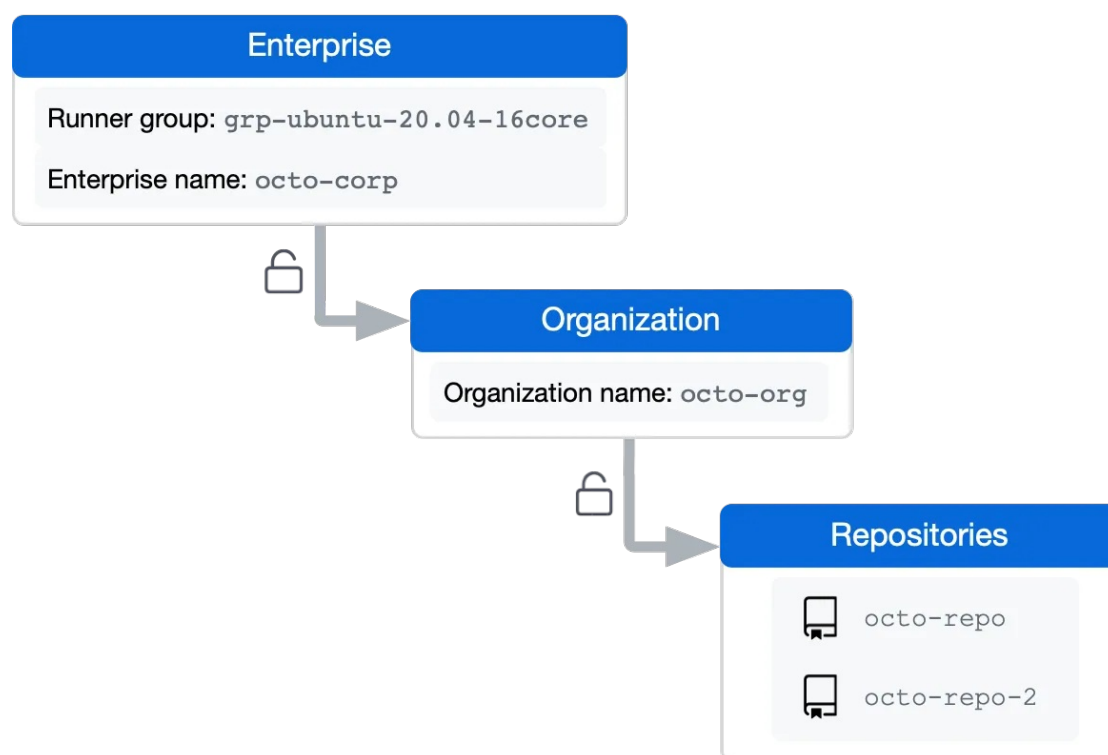 Enterprise
Runner group: grp-ubuntu-20.04-16core
Enterprise name: octo-corp
Organization
Organization name: octo-org
Repositories
octo-repo
octo-repo-2